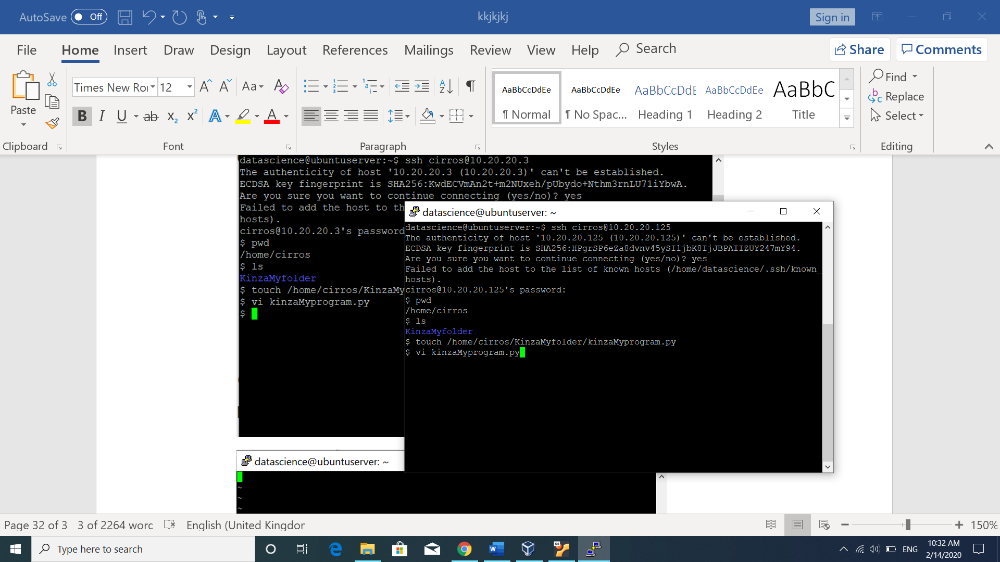 AutoSave Off
kkjkjkj
Sign in
File Home Insert Draw Design Layout References Mailings Review View Help Search Share Comments
Paste
Clipboard
Times New Ror 12
Aa
B I U ab x2 x2 A A
Font
Paragraph
AaBbCcDdEe AaBbCcDdEe AaBbCcDdE AaBbCcDdEe AaBbC
¶ Normal ¶ No Spac... Heading 1 Heading 2 Title
Styles
Find
Replace
Select
Editing
datascience@ubuntuserver:~$ ssh cirros@10.20.20.3
The authenticity of host '10.20.20.3 (10.20.20.3)' can't be established.
ECDSA key fingerprint is SHA256:KwdECVmAn2t+m2NUxeh/pUbydo+Nthm3rnLU71iYbwA.
Are you sure you want to continue connecting (yes/no)? yes
Failed to add the host to th
hosts).
cirros@10.20.20.3's password
$ pwd
/home/cirros
$ ls
KinzaMyfolder
$ touch /home/cirros/KinzaMy
$ vi kinzaMyprogram.py
$
datascience@ubuntuserver: ~
datascience@ubuntuserver:~$ ssh cirros@10.20.20.125
The authenticity of host '10.20.20.125 (10.20.20.125)' can't be established.
ECDSA key fingerprint is SHA256:HPgrSP6eZa8dvnv45ySI1jbK8IjJBPAIIZUY247mY94.
Are you sure you want to continue connecting (yes/no)? yes
Failed to add the host to the list of known hosts (/home/datascience/.ssh/known_
hosts).
cirros@10.20.20.125's password:
$ pwd
/home/cirros
$ ls
KinzaMyfolder
$ touch /home/cirros/KinzaMyfolder/kinzaMyprogram.py
$ vi kinzaMyprogram.py
datascience@ubuntuserver: ~
~
~
~
Page 32 of 3 3 of 2264 worc English (United Kingdor
150%
Type here to search
64
ENG
10:32 AM
2/14/2020